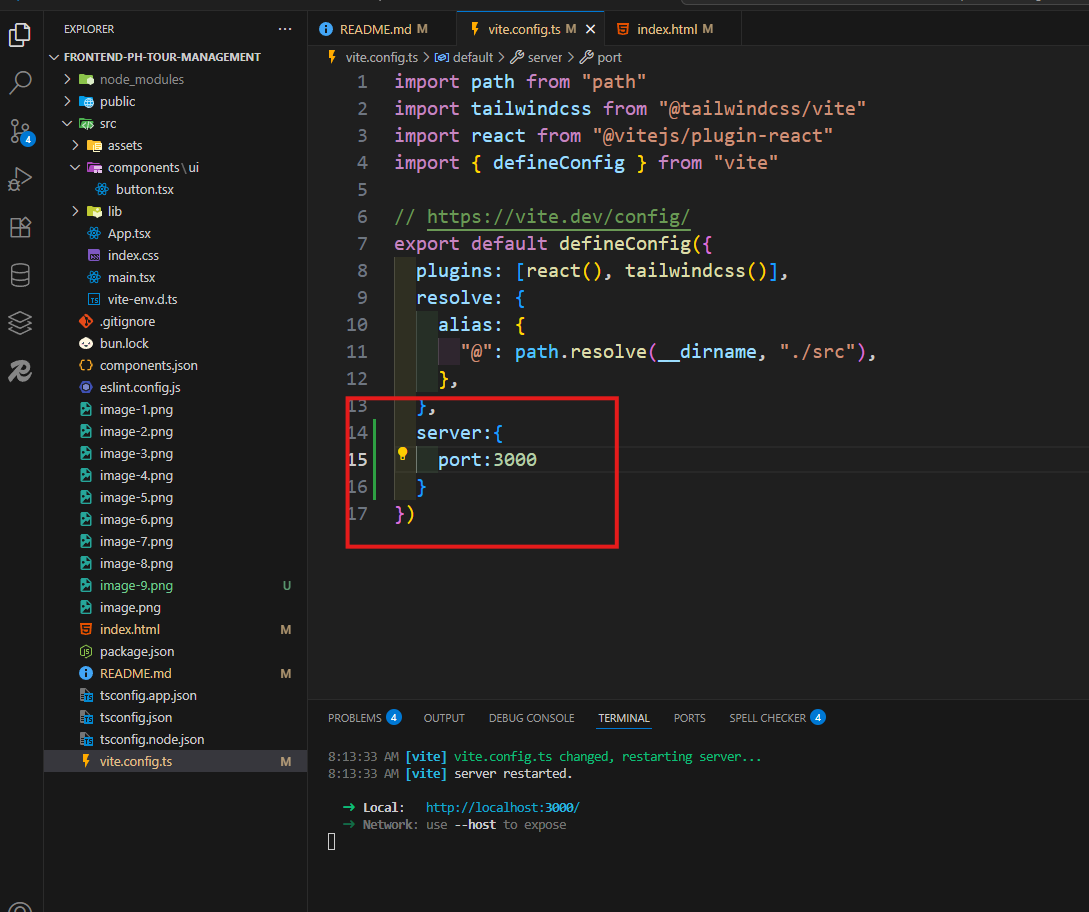 EXPLORER ...
FRONTEND-PH-TOUR-MANAGEMENT
node_modules
public
src
assets
components\ui
button.tsx
lib
App.tsx
index.css
main.tsx
TS vite-env.d.ts
.gitignore
bun.lock
{} components.json
eslint.config.js
image-1.png
image-2.png
image-3.png
image-4.png
image-5.png
image-6.png
image-7.png
image-8.png
image-9.png U
image.png
index.html M
package.json
README.md M
tsconfig.app.json
tsconfig.json
tsconfig.node.json
vite.config.ts M
4
README.md M
vite.config.ts M ×
index.html M
vite.config.ts > default > server > port
1 import path from "path"
2 import tailwindcss from "@tailwindcss/vite"
3 import react from "@vitejs/plugin-react"
4 import { defineConfig } from "vite"
5
6 // https://vite.dev/config/
7 export default defineConfig({
8 plugins: [react(), tailwindcss()],
9 resolve: {
10 alias: {
11 "@": path.resolve(__dirname, "./src"),
12 },
13 },
14 server:{
15 port:3000
16 }
17 })
PROBLEMS 4 OUTPUT DEBUG CONSOLE TERMINAL PORTS SPELL CHECKER 4
8:13:33 AM [vite] vite.config.ts changed, restarting server...
8:13:33 AM [vite] server restarted.
➜ Local: http://localhost:3000/
➜ Network: use --host to expose